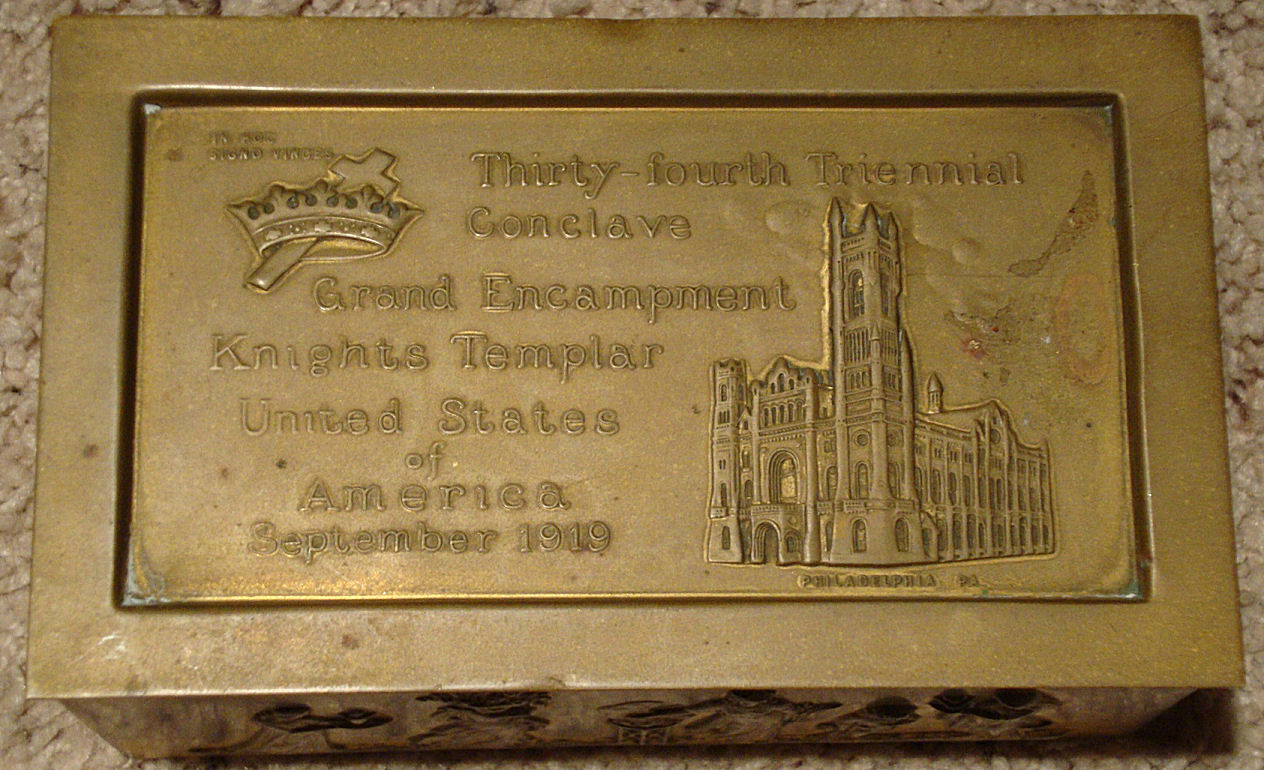 IN HOC
SIGNO VINCES
Thirty-fourth Triennial
Conclave
Grand Encampment
Knights Templar
United States
of
America
September 1919
PHILADELPHIA PA